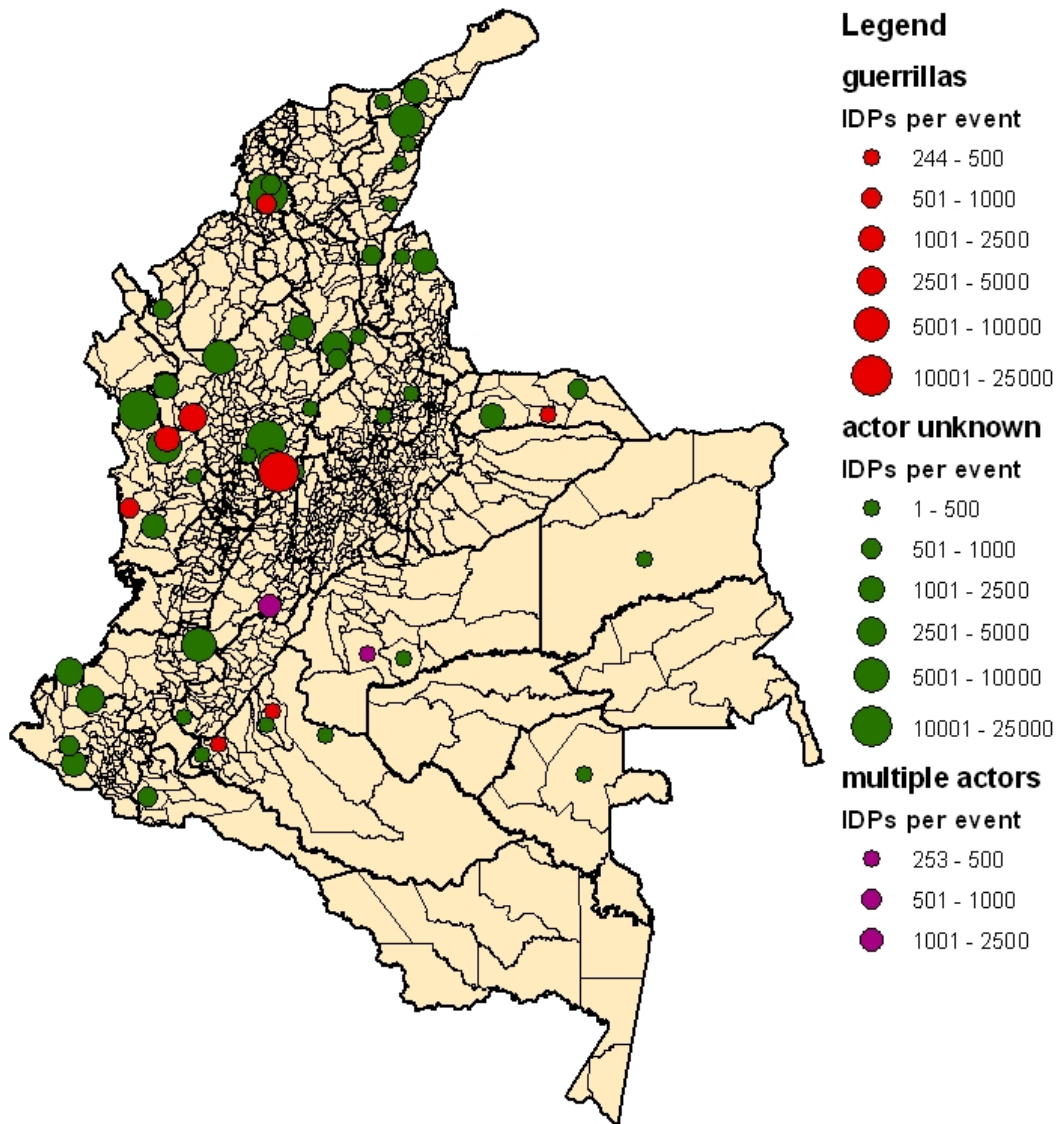 Legend
guerrillas
IDPs per event
244 - 500
501 - 1000
1001 - 2500
2501 - 5000
5001 - 10000
10001 - 25000
actor unknown
IDPs per event
1 - 500
501 - 1000
1001 - 2500
2501 - 5000
5001 - 10000
10001 - 25000
multiple actors
IDPs per event
253 - 500
501 - 1000
1001 - 2500